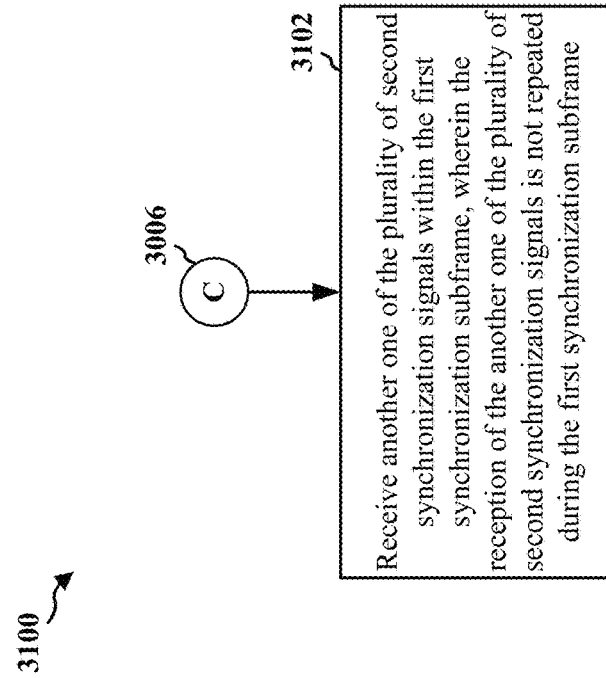 3100
3006
C
3102
Receive another one of the plurality of second
synchronization signals within the first
synchronization subframe, wherein the
reception of the another one of the plurality of
second synchronization signals is not repeated
during the first synchronization subframe